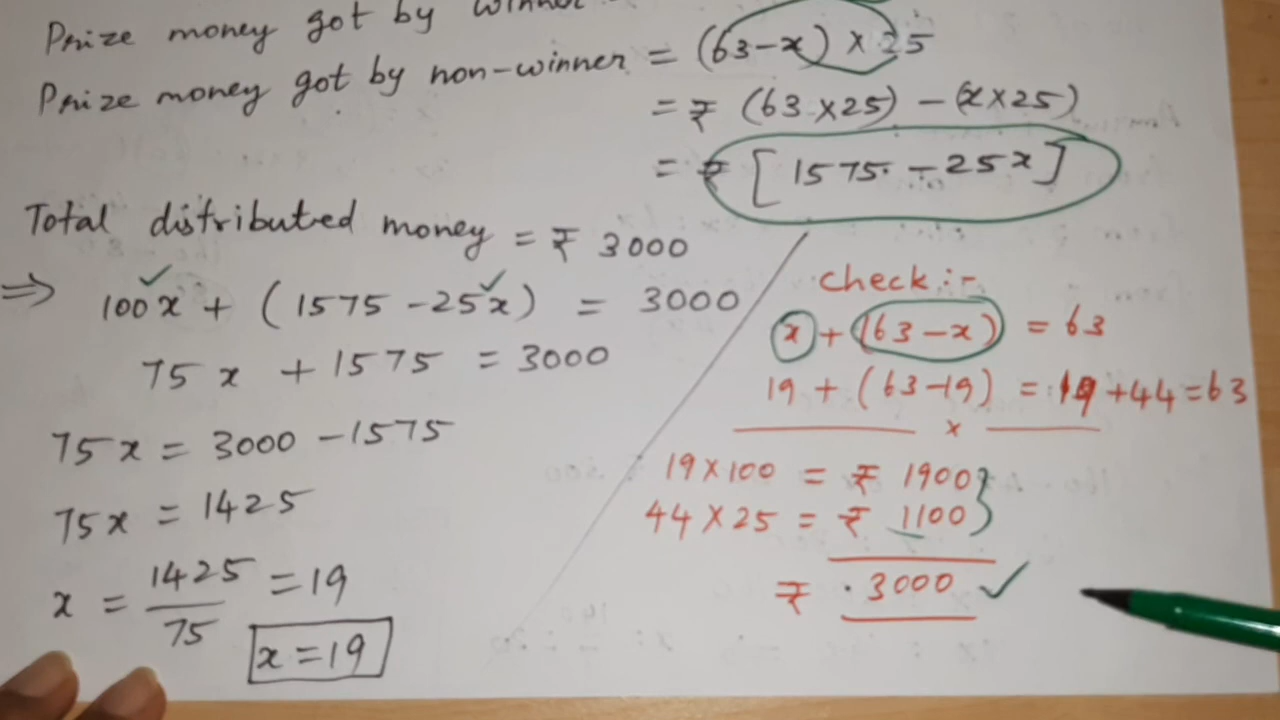 Prize money got by winner
Prize money got by non-winner = (63-x) × 25
= ₹ (63 × 25) - (x × 25)
= ₹ [1575 - 25x]
Total distributed money = ₹ 3000
⇒ 100x + (1575 - 25x) = 3000
75x + 1575 = 3000
75x = 3000 - 1575
75x = 1425
x = 1425/75 = 19
x = 19
Check :-
x + (63-x) = 63
19 + (63-19) = 19 + 44 = 63
x
19 × 100 = ₹ 1900
44 × 25 = ₹ 1100
₹ 3000 ✓